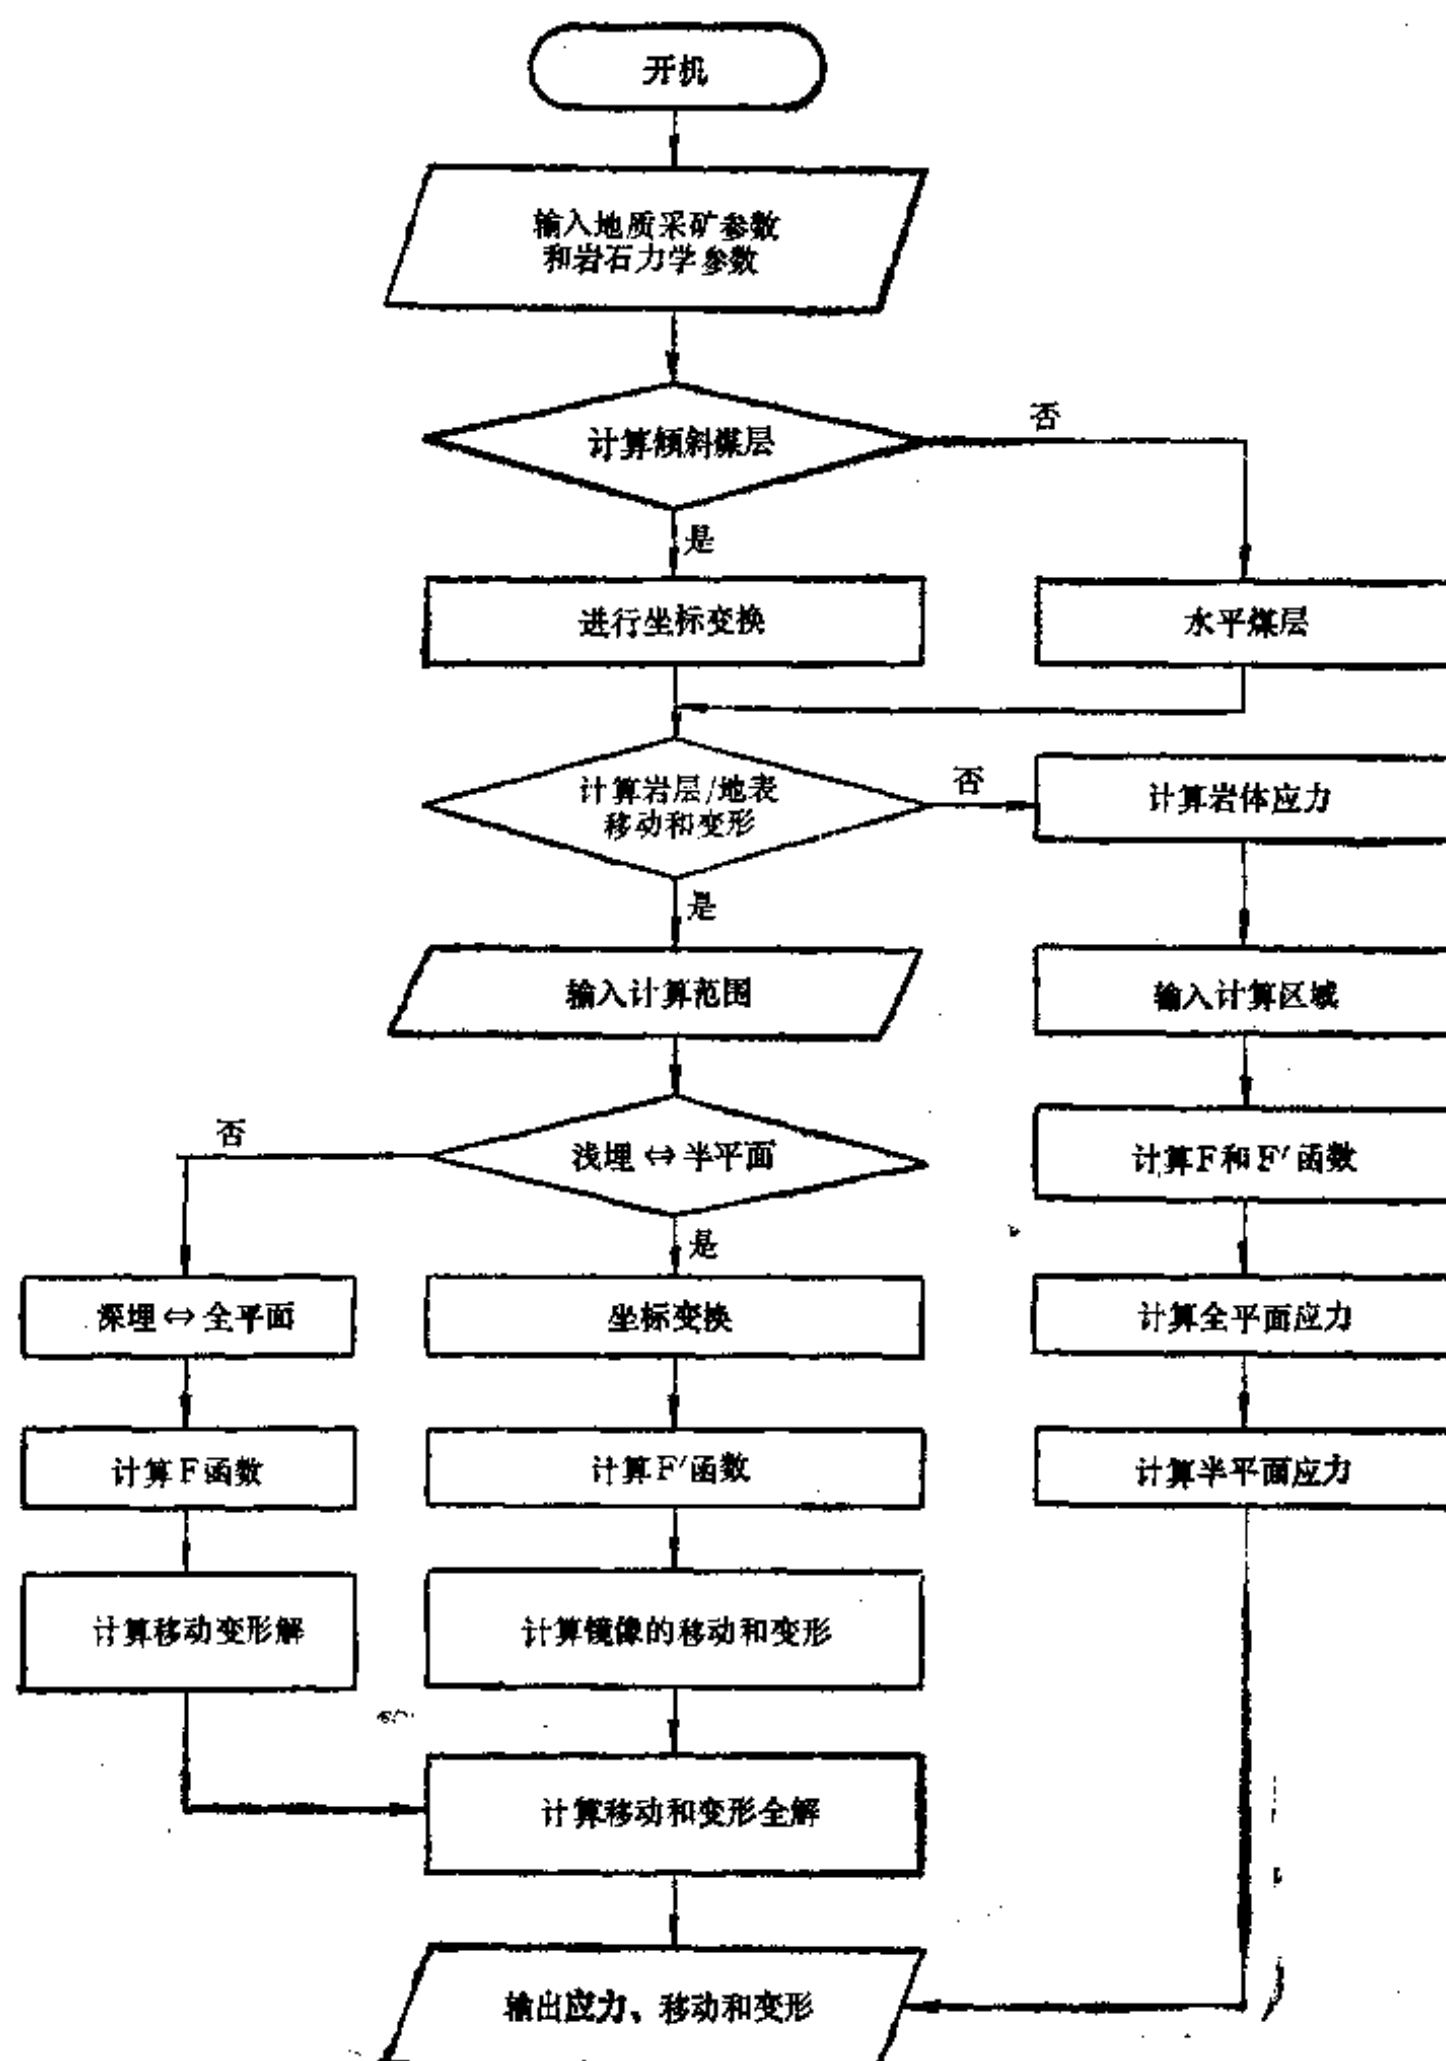 开机
输入地质采矿参数
和岩石力学参数
计算倾斜煤层
否
是
进行坐标变换
水平煤层
计算岩层/地表
移动和变形
否
计算岩体应力
是
输入计算范围
输入计算区域
浅埋⇔半平面
否
计算F和F′函数
是
深埋⇔全平面
坐标变换
计算全平面应力
计算F函数
计算F′函数
计算半平面应力
计算移动变形解
计算镜像的移动和变形
计算移动和变形全解
输出应力、移动和变形